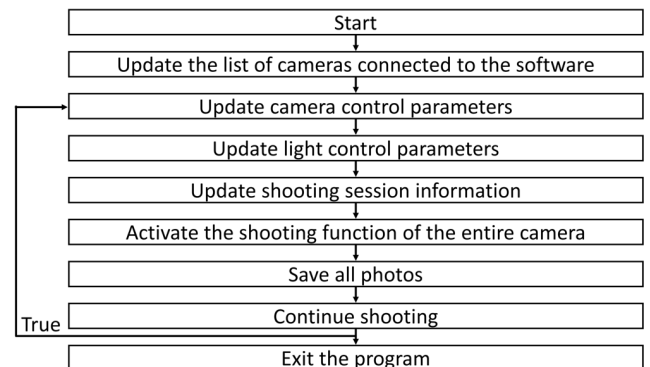 Start
Update the list of cameras connected to the software
Update camera control parameters
Update light control parameters
Update shooting session information
Activate the shooting function of the entire camera
Save all photos
Continue shooting
True
Exit the program